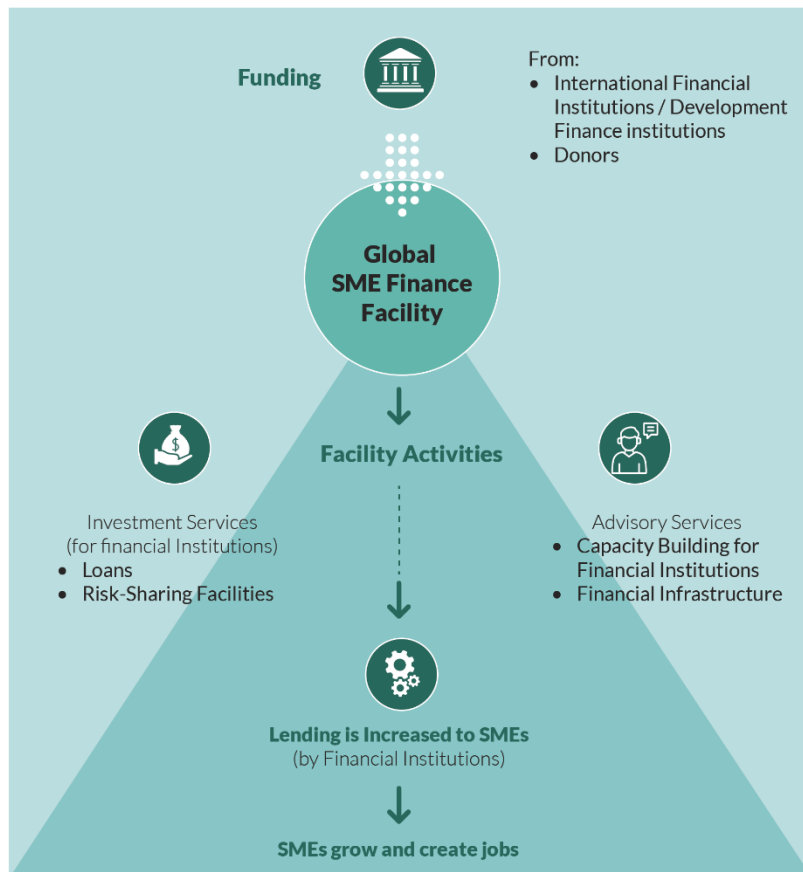 Funding
From:
• International Financial
Institutions / Development
Finance institutions
• Donors
Global
SME Finance
Facility
Facility Activities
Investment Services
(for financial Institutions)
• Loans
• Risk-Sharing Facilities
Advisory Services
• Capacity Building for
Financial Institutions
• Financial Infrastructure
Lending is Increased to SMEs
(by Financial Institutions)
SMEs grow and create jobs